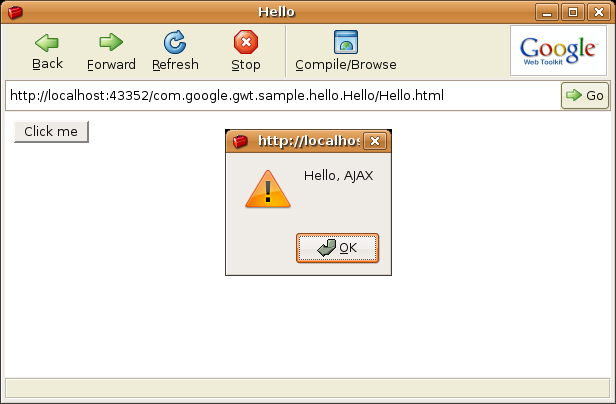 Hello
Back Forward Refresh Stop Compile/Browse
Google
Web Toolkit
http://localhost:43352/com.google.gwt.sample.hello.Hello/Hello.html Go
Click me
http://localhos
Hello, AJAX
OK